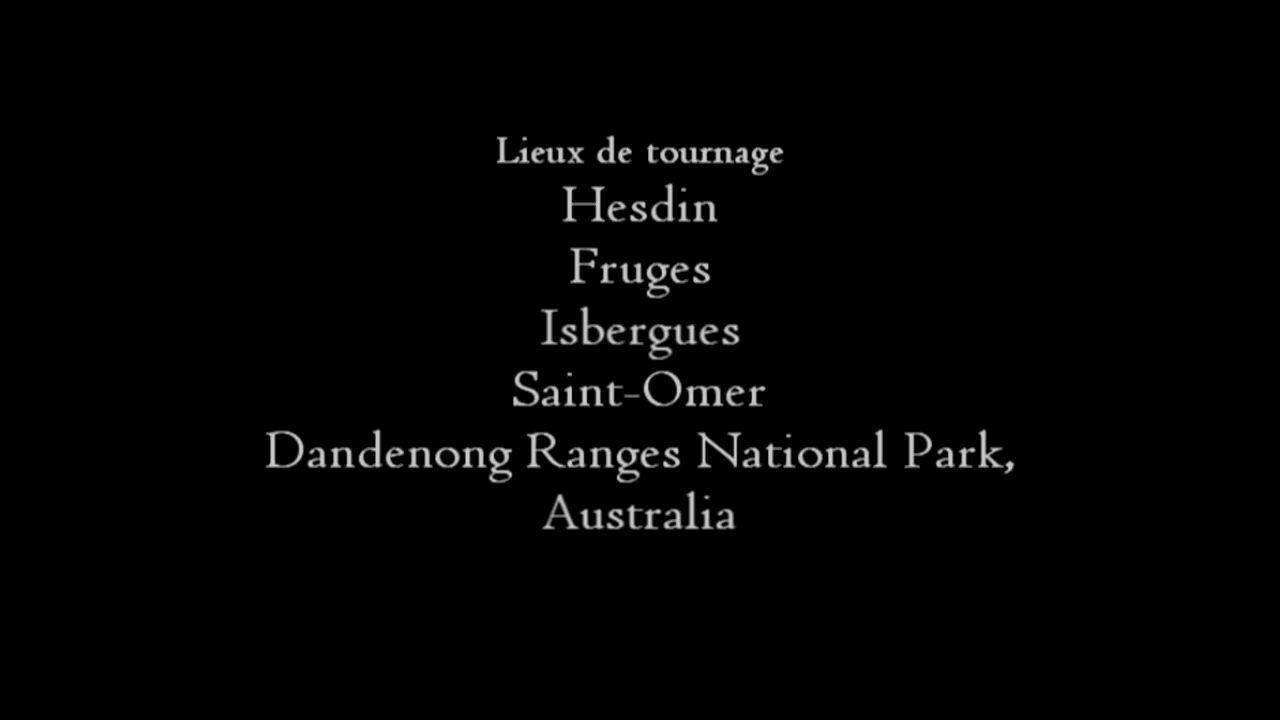 Lieux de tournage
Hesdin
Fruges
Isbergues
Saint-Omer
Dandenong Ranges National Park,
Australia